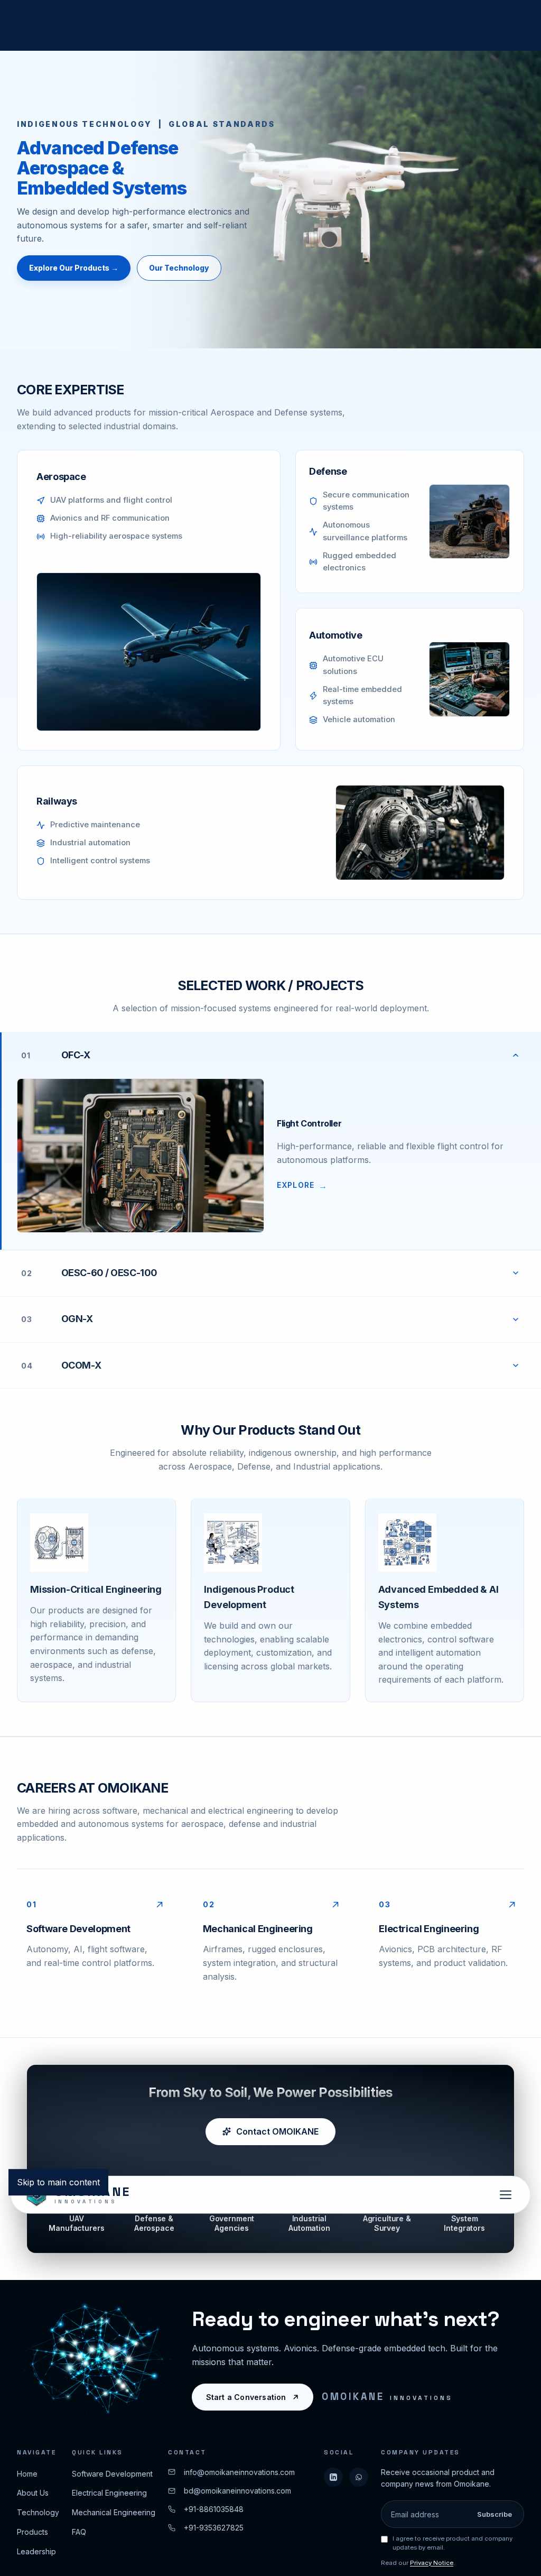 INDIGENOUS TECHNOLOGY | GLOBAL STANDARDS
Advanced Defense
Aerospace &
Embedded Systems
We design and develop high-performance electronics and
autonomous systems for a safer, smarter and self-reliant
future.
Explore Our Products →
Our Technology
CORE EXPERTISE
We build advanced products for mission-critical Aerospace and Defense systems,
extending to selected industrial domains.
Aerospace
UAV platforms and flight control
Avionics and RF communication
High-reliability aerospace systems
Defense
Secure communication
systems
Autonomous
surveillance platforms
Rugged embedded
electronics
Automotive
Automotive ECU
solutions
Real-time embedded
systems
Vehicle automation
Railways
Predictive maintenance
Industrial automation
Intelligent control systems
SELECTED WORK / PROJECTS
A selection of mission-focused systems engineered for real-world deployment.
01 OFC-X
Flight Controller
High-performance, reliable and flexible flight control for
autonomous platforms.
EXPLORE →
02 OESC-60 / OESC-100
03 OGN-X
04 OCOM-X
Why Our Products Stand Out
Engineered for absolute reliability, indigenous ownership, and high performance
across Aerospace, Defense, and Industrial applications.
Mission-Critical Engineering
Our products are designed for
high reliability, precision, and
performance in demanding
environments such as defense,
aerospace, and industrial
systems.
Indigenous Product
Development
We build and own our
technologies, enabling scalable
deployment, customization, and
licensing across global markets.
Advanced Embedded & AI
Systems
We combine embedded
electronics, control software
and intelligent automation
around the operating
requirements of each platform.
CAREERS AT OMOIKANE
We are hiring across software, mechanical and electrical engineering to develop
embedded and autonomous systems for aerospace, defense and industrial
applications.
01
Software Development
Autonomy, AI, flight software,
and real-time control platforms.
02
Mechanical Engineering
Airframes, rugged enclosures,
system integration, and structural
analysis.
03
Electrical Engineering
Avionics, PCB architecture, RF
systems, and product validation.
From Sky to Soil, We Power Possibilities
Contact OMOIKANE
Skip to main content
INNOVATIONS
UAV
Manufacturers
Defense &
Aerospace
Government
Agencies
Industrial
Automation
Agriculture &
Survey
System
Integrators
Ready to engineer what's next?
Autonomous systems. Avionics. Defense-grade embedded tech. Built for the
missions that matter.
Start a Conversation
OMOIKANE INNOVATIONS
NAVIGATE
Home
About Us
Technology
Products
Leadership
QUICK LINKS
Software Development
Electrical Engineering
Mechanical Engineering
FAQ
CONTACT
info@omoikaneinnovations.com
bd@omoikaneinnovations.com
+91-8861035848
+91-9353627825
SOCIAL
COMPANY UPDATES
Receive occasional product and
company news from Omoikane.
Email address
Subscribe
I agree to receive product and company
updates by email.
Read our Privacy Notice.